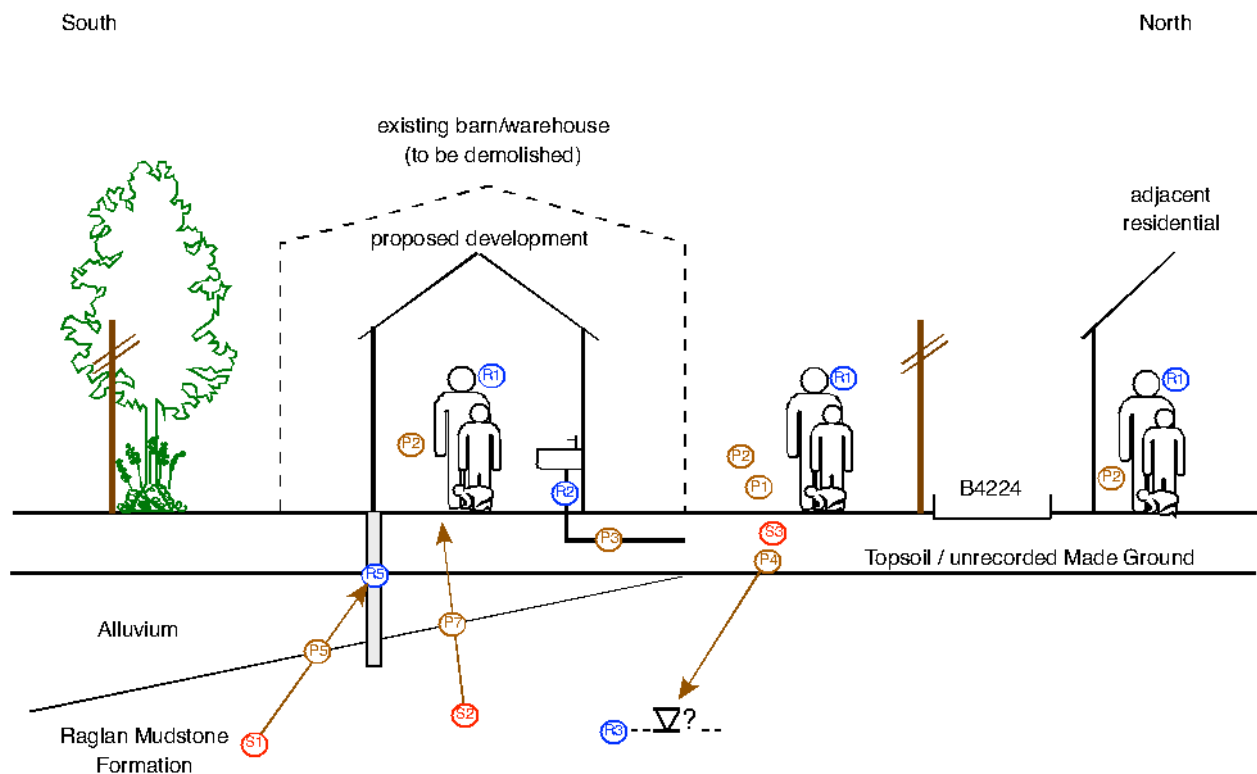 South
North
existing barn/warehouse
(to be demolished)
adjacent
residential
proposed development
R1
R1
R1
P2
P2
P2
P1
R2
B4224
S3
P3
P4
Topsoil / unrecorded Made Ground
R5
Alluvium
P7
P5
S2
?
R3
S1
Raglan Mudstone
Formation